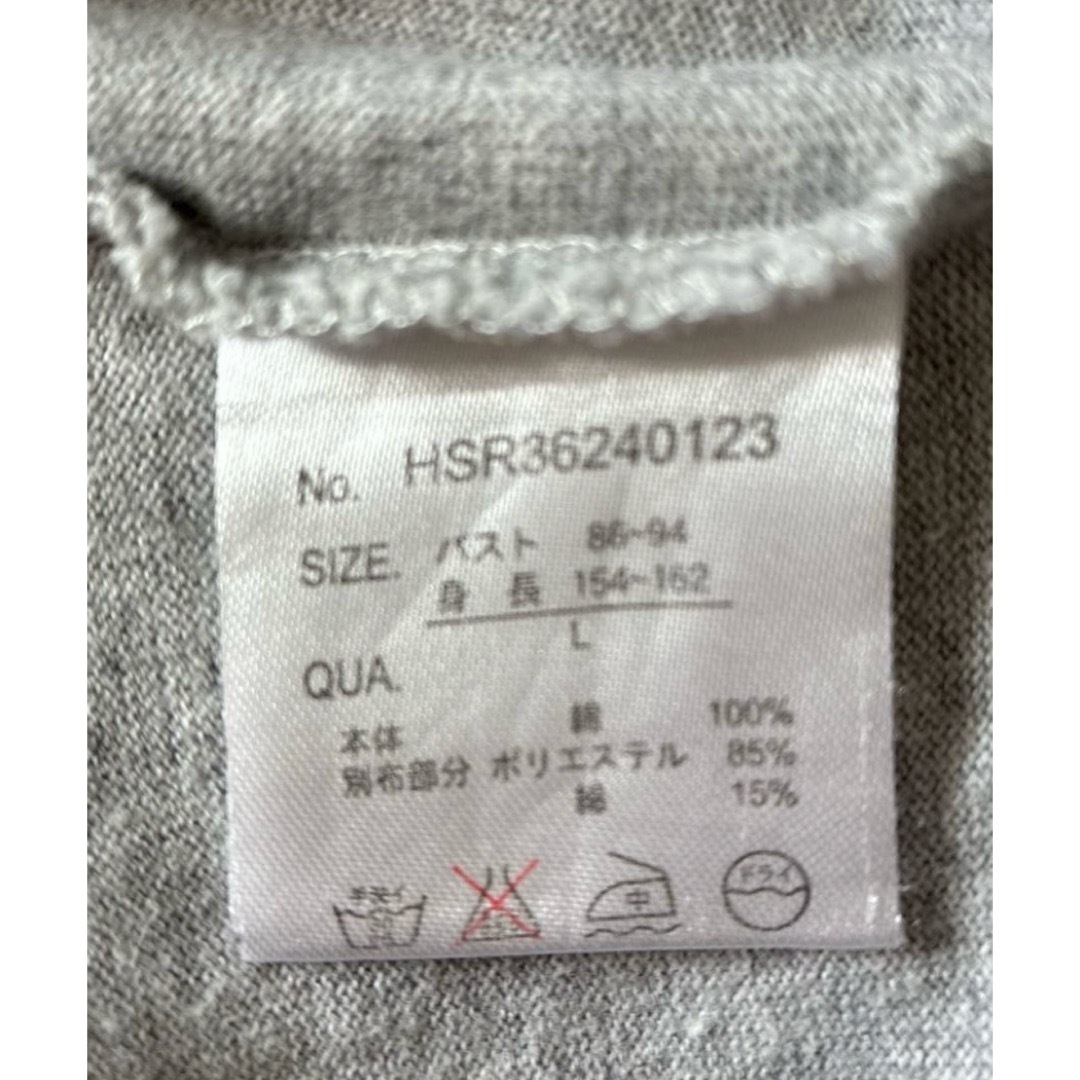 No. HSR36240123
SIZE. バスト 86~94
身長 154~162
L
QUA.
本体 綿 100%
別布部分 ポリエステル 85%
綿 15%
中 ドライ